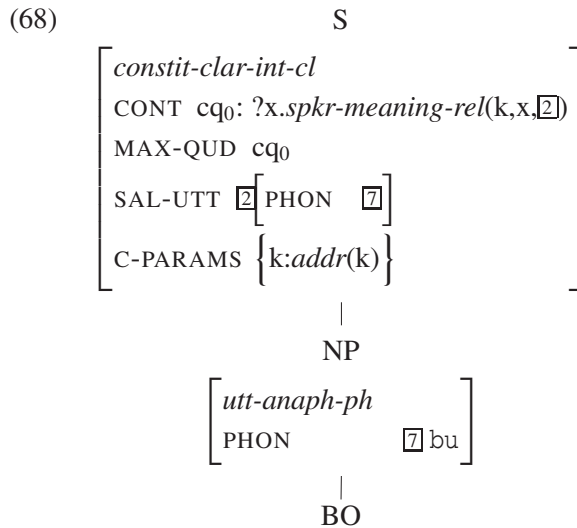 (68) S
constit-clar-int-cl
CONT cq₀: ?x.spkr-meaning-rel(k,x,2)
MAX-QUD cq₀
SAL-UTT 2[PHON 7]
C-PARAMS {k:addr(k)}
NP
utt-anaph-ph
PHON 7 bu
BO